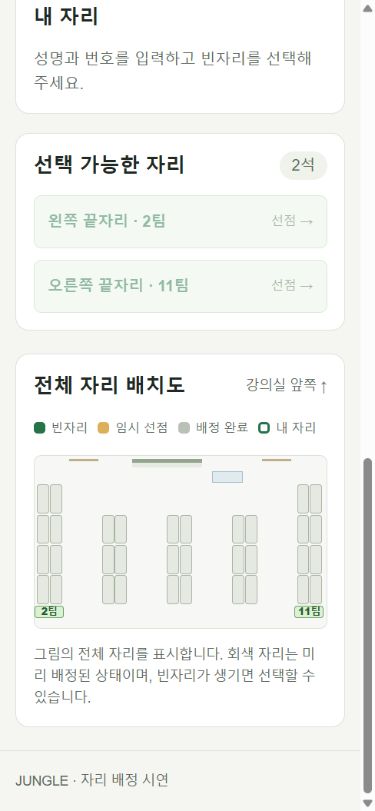 내 자리
성명과 번호를 입력하고 빈자리를 선택해
주세요.
선택 가능한 자리 2석
왼쪽 끝자리 · 2팀 선점 →
오른쪽 끝자리 · 11팀 선점 →
전체 자리 배치도 강의실 앞쪽 ↑
빈자리 임시 선점 배정 완료 내 자리
2팀 11팀
그림의 전체 자리를 표시합니다. 회색 자리는 미
리 배정된 상태이며, 빈자리가 생기면 선택할 수
있습니다.
JUNGLE · 자리 배정 시연